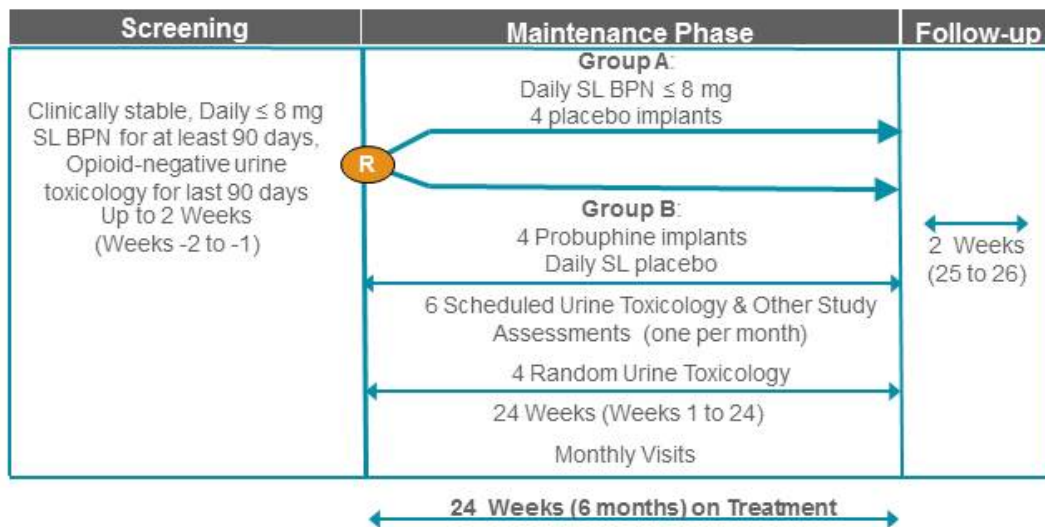 Screening
Maintenance Phase
Follow-up
Clinically stable, Daily ≤ 8 mg
SL BPN for at least 90 days,
Opioid-negative urine
toxicology for last 90 days
Up to 2 Weeks
(Weeks -2 to -1)
R
Group A:
Daily SL BPN ≤ 8 mg
4 placebo implants
Group B:
4 Probuphine implants
Daily SL placebo
6 Scheduled Urine Toxicology & Other Study
Assessments (one per month)
4 Random Urine Toxicology
24 Weeks (Weeks 1 to 24)
Monthly Visits
2 Weeks
(25 to 26)
24 Weeks (6 months) on Treatment